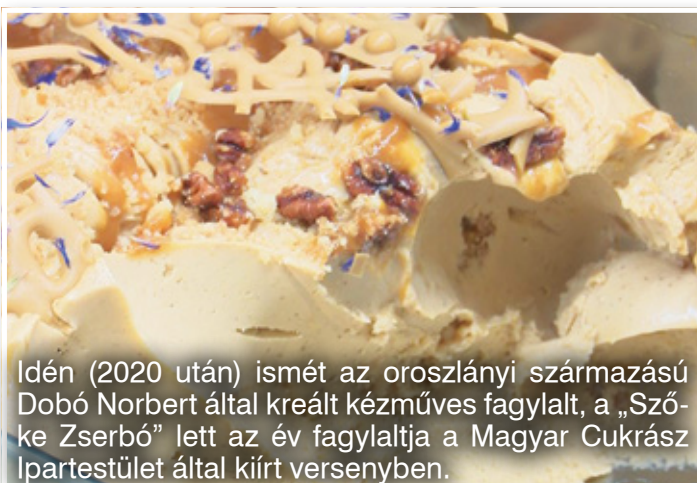 Idén (2020 után) ismét az oroszlányi származású
Dobó Norbert által kreált kézműves fagylalt, a „Sző-
ke Zserbó” lett az év fagylaltja a Magyar Cukrász
Ipartestület által kiírt versenyben.